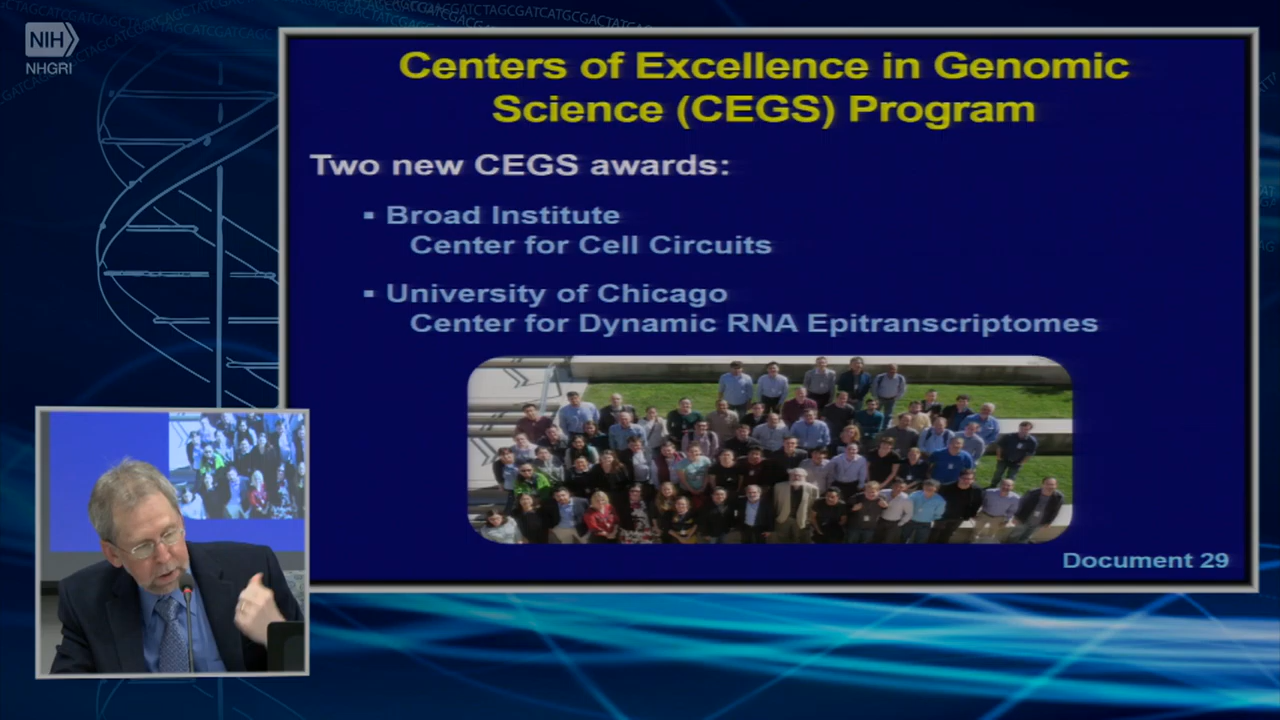 NIH
NHGRI
Centers of Excellence in Genomic
Science (CEGS) Program
Two new CEGS awards:
▪ Broad Institute
Center for Cell Circuits
▪ University of Chicago
Center for Dynamic RNA Epitranscriptomes
Document 29